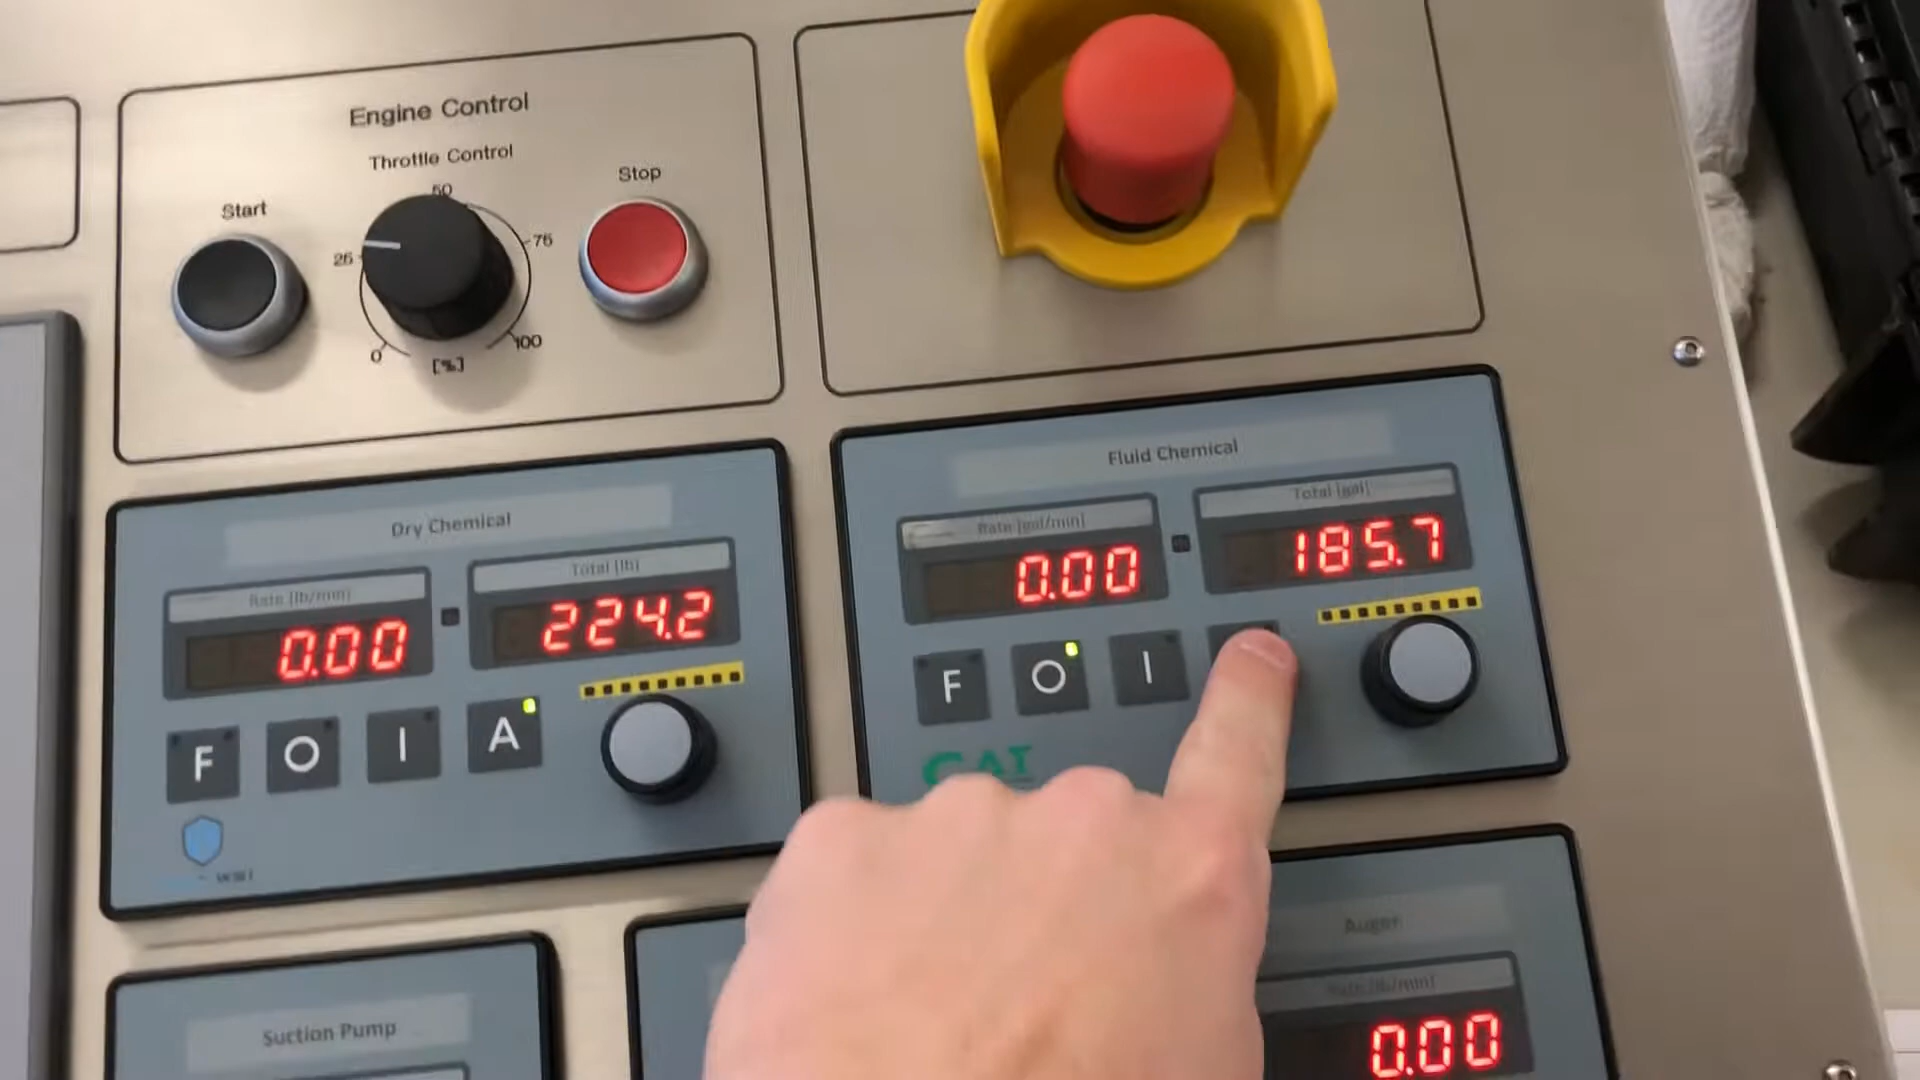 Engine Control
Throttle Control
Start
Stop
0
25
50
75
100
[%]
Dry Chemical
Rate [lb/min]
Total [lb]
0.00
224.2
F O I A
Fluid Chemical
Rate [gal/min]
Total [gal]
0.00
185.7
F O I
CAT
Suction Pump
Auger
Rate [lb/min]
0.00